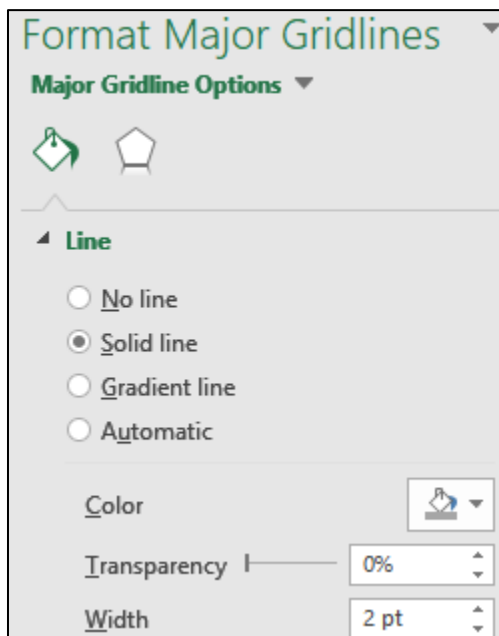 Format Major Gridlines
Major Gridline Options
Line
No line
Solid line
Gradient line
Automatic
Color
Transparency 0%
Width 2 pt